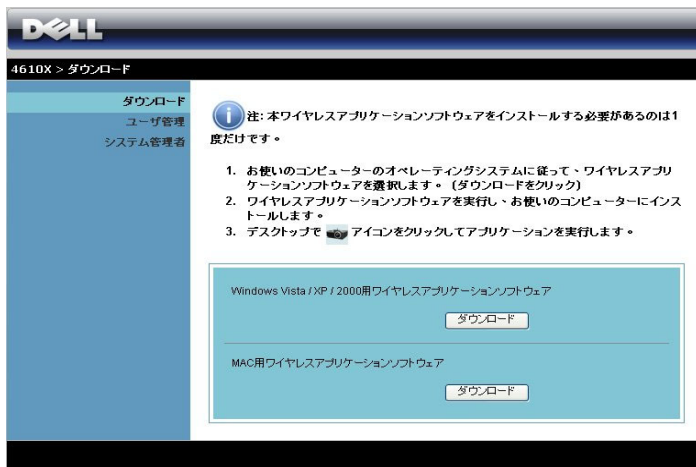 DELL
4610X > ダウンロード
ダウンロード
ユーザ管理
システム管理者
注: 本ワイヤレスアプリケーションソフトウェアをインストールする必要があるのは1
度だけです。
1. お使いのコンピューターのオペレーティングシステムに従って、ワイヤレスアプリ
ケーションソフトウェアを選択します。(ダウンロードをクリック)
2. ワイヤレスアプリケーションソフトウェアを実行し、お使いのコンピューターにインス
トールします。
3. デスクトップで アイコンをクリックしてアプリケーションを実行します。
Windows Vista / XP / 2000用ワイヤレスアプリケーションソフトウェア
ダウンロード
MAC用ワイヤレスアプリケーションソフトウェア
ダウンロード